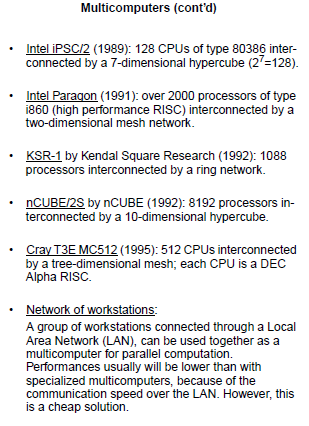 Multicomputers (cont'd)
• Intel iPSC/2 (1989): 128 CPUs of type 80386 inter-
connected by a 7-dimensional hypercube (2⁷=128).
• Intel Paragon (1991): over 2000 processors of type
i860 (high performance RISC) interconnected by a
two-dimensional mesh network.
• KSR-1 by Kendal Square Research (1992): 1088
processors interconnected by a ring network.
• nCUBE/2S by nCUBE (1992): 8192 processors in-
terconnected by a 10-dimensional hypercube.
• Cray T3E MC512 (1995): 512 CPUs interconnected
by a tree-dimensional mesh; each CPU is a DEC
Alpha RISC.
• Network of workstations:
A group of workstations connected through a Local
Area Network (LAN), can be used together as a
multicomputer for parallel computation.
Performances usually will be lower than with
specialized multicomputers, because of the
communication speed over the LAN. However, this
is a cheap solution.